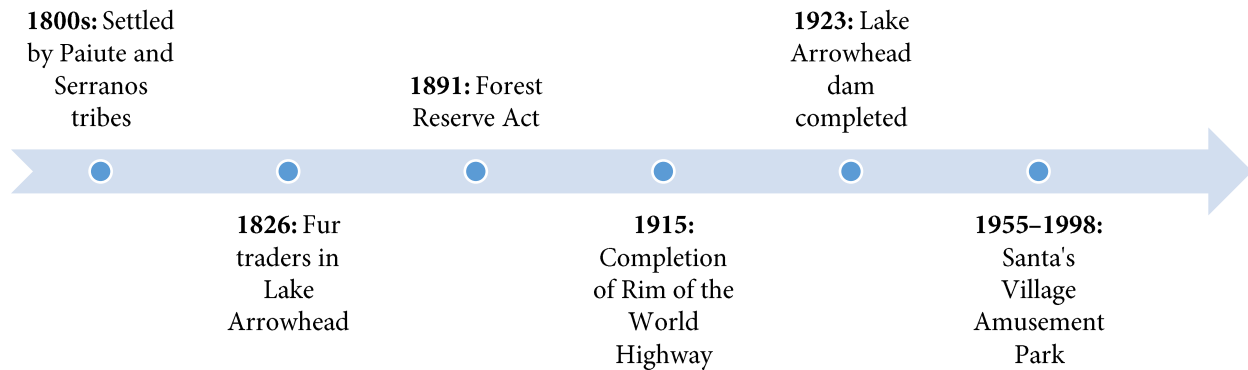 1800s: Settled
by Paiute and
Serranos
tribes
1826: Fur
traders in
Lake
Arrowhead
1891: Forest
Reserve Act
1915:
Completion
of Rim of the
World
Highway
1923: Lake
Arrowhead
dam
completed
1955–1998:
Santa's
Village
Amusement
Park